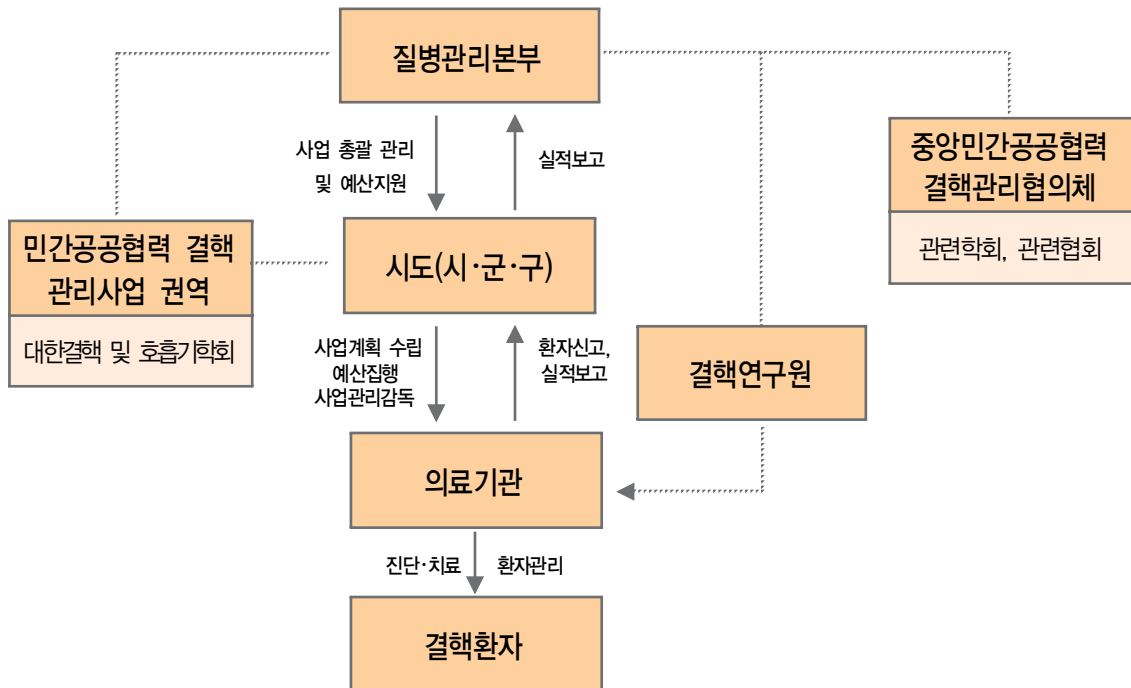 질병관리본부
사업 총괄 관리
및 예산지원
실적보고
중앙민간공공협력
결핵관리협의체
관련학회, 관련협회
민간공공협력 결핵
관리사업 권역
대한결핵 및 호흡기학회
시도(시·군·구)
사업계획 수립
예산집행
사업관리감독
환자신고,
실적보고
결핵연구원
의료기관
진단·치료
환자관리
결핵환자